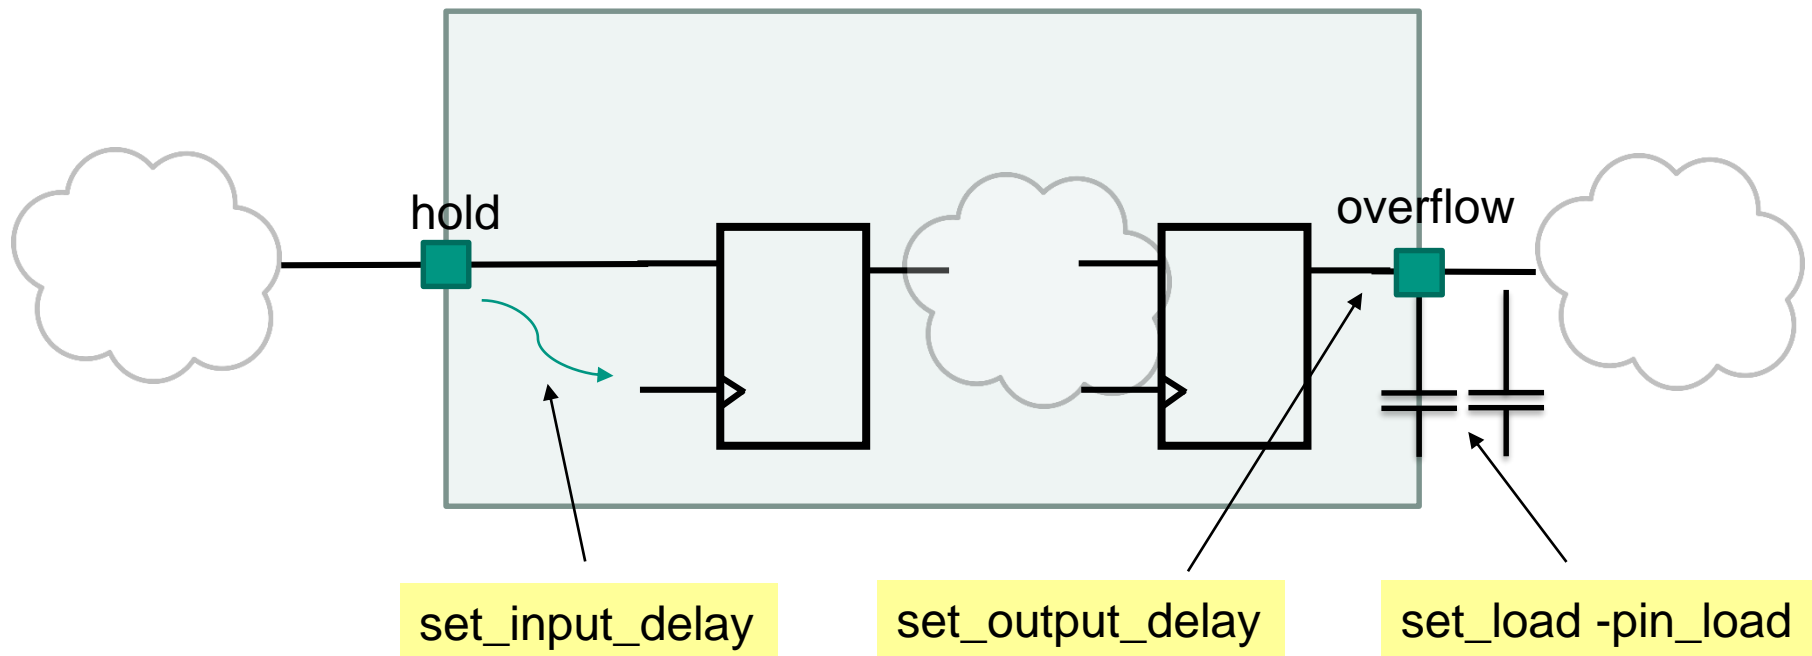 hold
overflow
set_input_delay
set_output_delay
set_load -pin_load